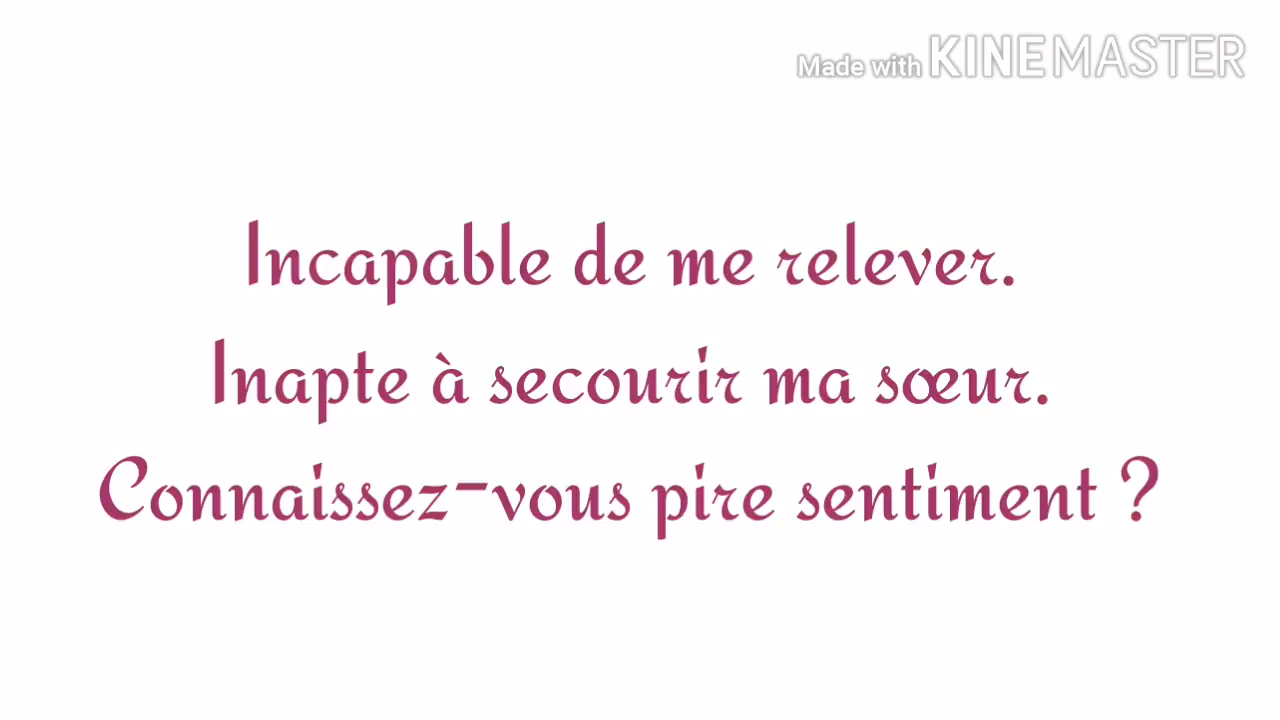 Made with KINEMASTER
Incapable de me relever.
Inapte à secourir ma sœur.
Connaissez-vous pire sentiment ?